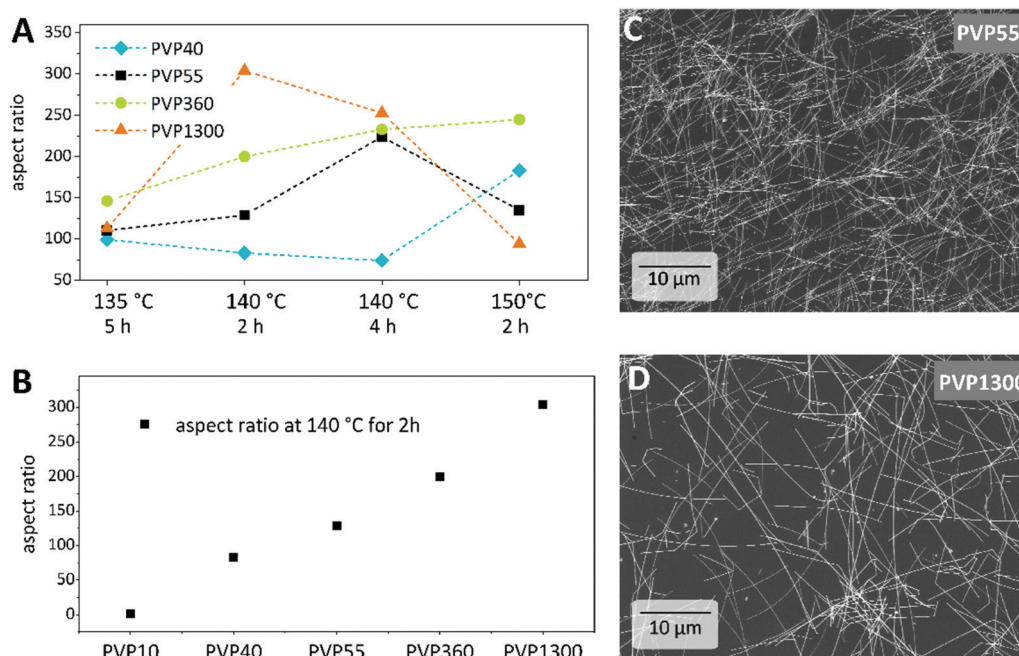 A
350
300
250
200
150
100
50
aspect ratio
PVP40
PVP55
PVP360
PVP1300
135 °C
5 h
140 °C
2 h
140 °C
4 h
150°C
2 h
B
300
250
200
150
100
50
0
aspect ratio
aspect ratio at 140 °C for 2h
PVP10
PVP40
PVP55
PVP360
PVP1300
C
PVP55
10 µm
D
PVP1300
10 µm